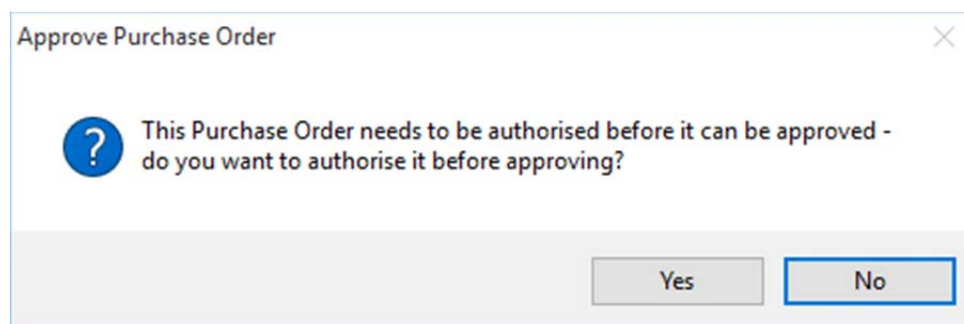 Approve Purchase Order
This Purchase Order needs to be authorised before it can be approved -
do you want to authorise it before approving?
Yes
No